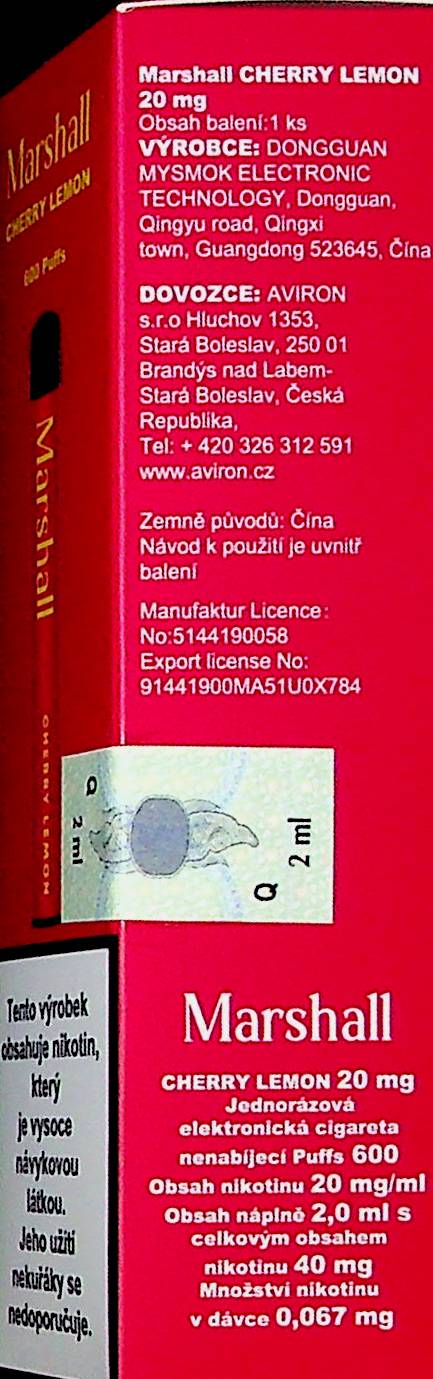 Marshall CHERRY LEMON
20 mg
Obsah balení:1 ks
VÝROBCE: DONGGUAN
MYSMOK ELECTRONIC
TECHNOLOGY, Dongguan,
Qingyu road, Qingxi
town, Guangdong 523645, Čína
DOVOZCE: AVIRON
s.r.o Hluchov 1353,
Stará Boleslav, 250 01
Brandýs nad Labem-
Stará Boleslav, Česká
Republika,
Tel: + 420 326 312 591
www.aviron.cz
Zemně původů: Čína
Návod k použití je uvnitř
balení
Manufaktur Licence:
No:5144190058
Export license No:
91441900MA51U0X784
Q
2 ml
Marshall
CHERRY LEMON 20 mg
Jednorázová
elektronická cigareta
nenabíjecí Puffs 600
Obsah nikotinu 20 mg/ml
Obsah náplně 2,0 ml s
celkovým obsahem
nikotinu 40 mg
Množství nikotinu
v dávce 0,067 mg
Marshall
CHERRY LEMON
600 Puffs
Marshall
CHERRY LEMON
Q
2 ml
Tento výrobek
obsahuje nikotin,
který
je vysoce
návykovou
látkou.
Jeho užití
nekuřáky se
nedoporučuje.